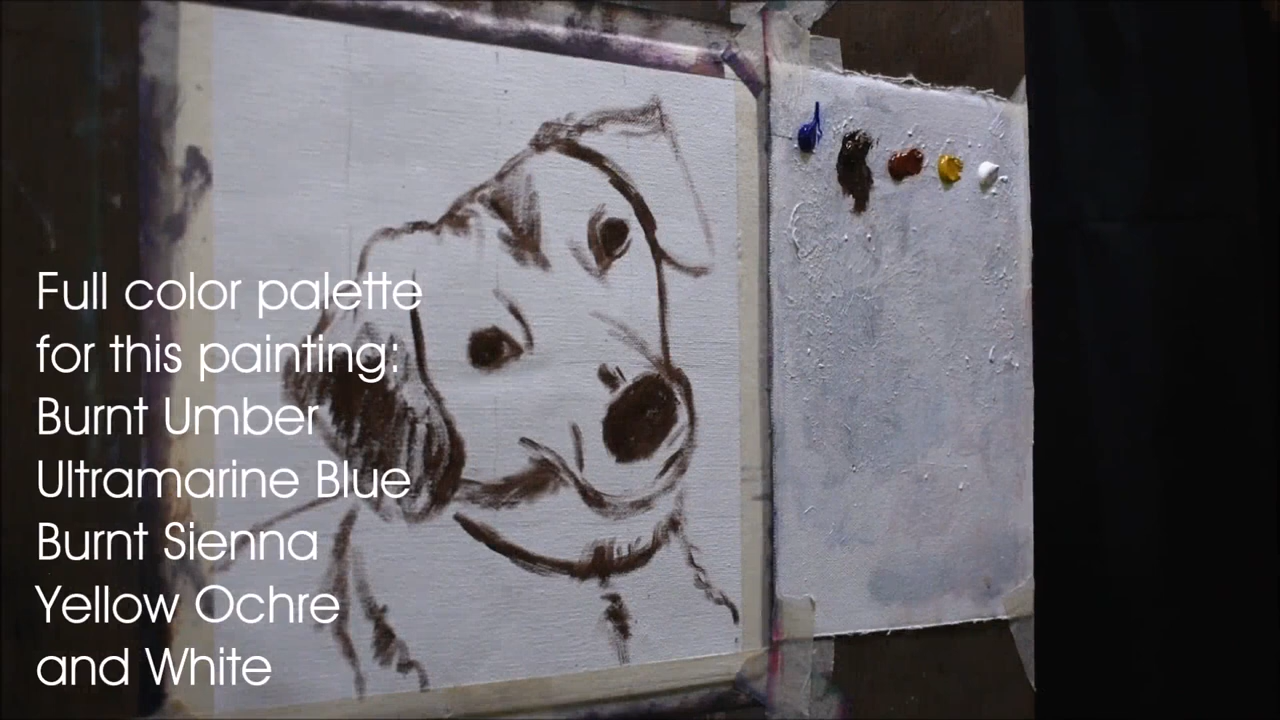 Full color palette
for this painting:
Burnt Umber
Ultramarine Blue
Burnt Sienna
Yellow Ochre
and White